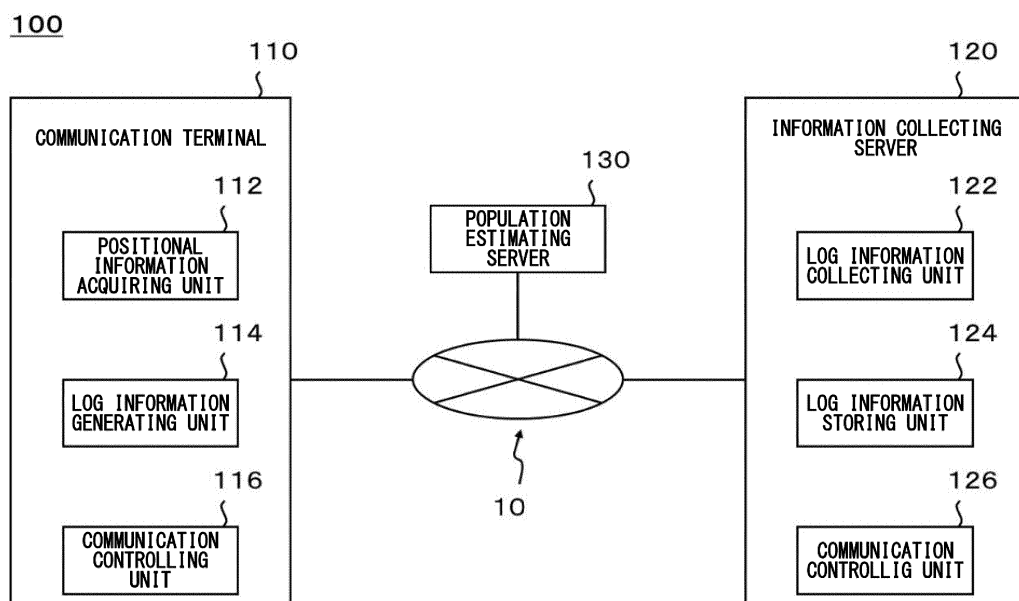 100
110
120
COMMUNICATION TERMINAL
INFORMATION COLLECTING
SERVER
112
130
122
POSITIONAL
INFORMATION
ACQUIRING UNIT
POPULATION
ESTIMATING
SERVER
LOG INFORMATION
COLLECTING UNIT
114
124
LOG INFORMATION
GENERATING UNIT
LOG INFORMATION
STORING UNIT
116
10
126
COMMUNICATION
CONTROLLING
UNIT
COMMUNICATION
CONTROLLIG UNIT